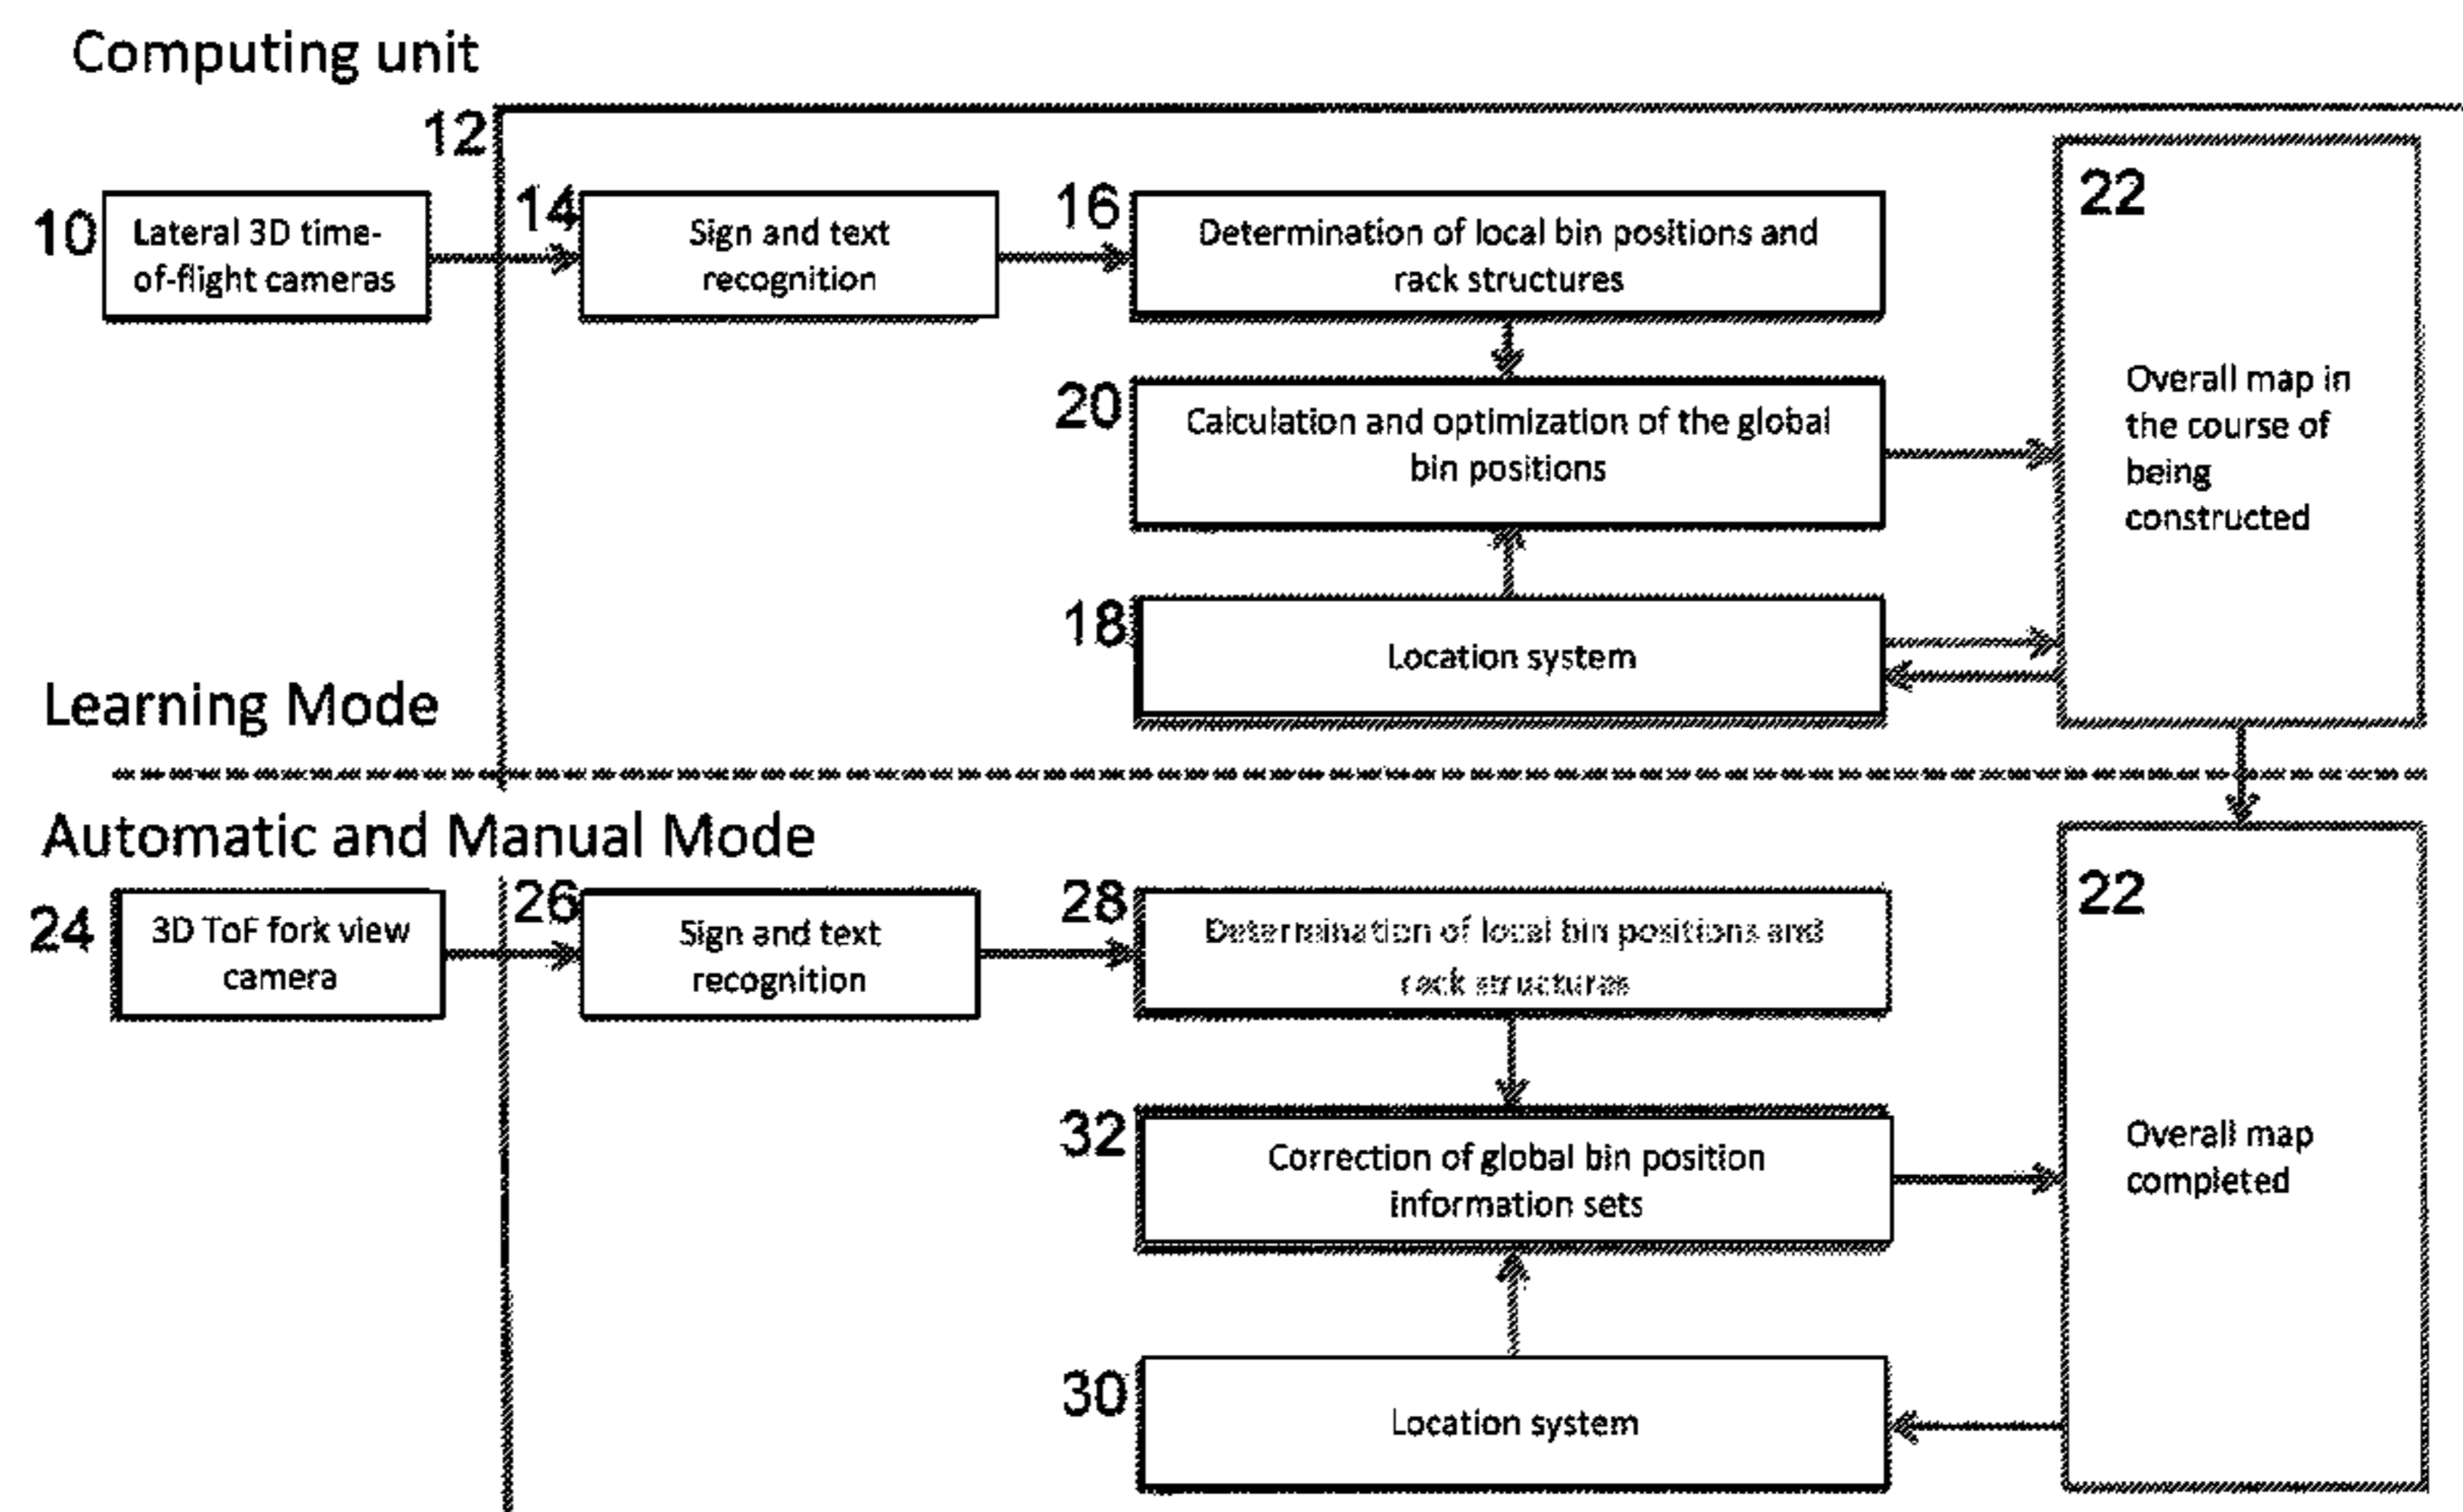 Computing unit
12
10
Lateral 3D time-
of-flight cameras
14
Sign and text
recognition
16
Determination of local bin positions and
rack structures
22
Overall map in
the course of
being
constructed
20
Calculation and optimization of the global
bin positions
18
Location system
Learning Mode
Automatic and Manual Mode
24
3D ToF fork view
camera
26
Sign and text
recognition
28
Determination of local bin positions and
rack structures
22
Overall map
completed
32
Correction of global bin position
information sets
30
Location system